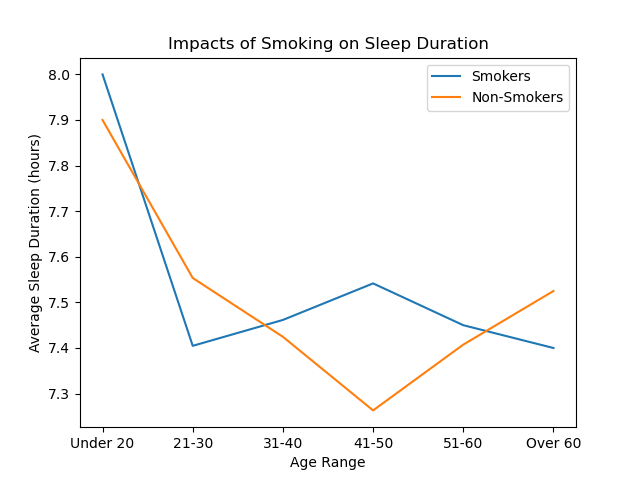 Impacts of Smoking on Sleep Duration
Smokers
Non-Smokers
Average Sleep Duration (hours)
8.0
7.9
7.8
7.7
7.6
7.5
7.4
7.3
Under 20 21-30 31-40 41-50 51-60 Over 60
Age Range